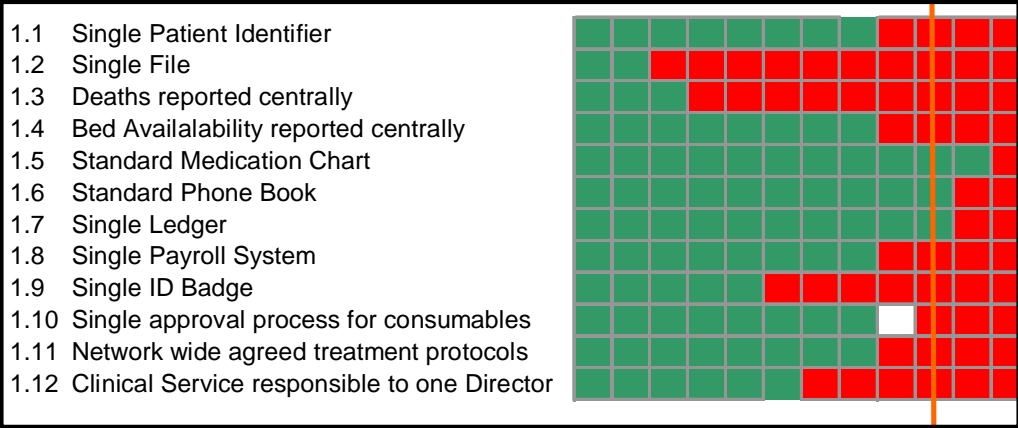 1.1 Single Patient Identifier
1.2 Single File
1.3 Deaths reported centrally
1.4 Bed Availalability reported centrally
1.5 Standard Medication Chart
1.6 Standard Phone Book
1.7 Single Ledger
1.8 Single Payroll System
1.9 Single ID Badge
1.10 Single approval process for consumables
1.11 Network wide agreed treatment protocols
1.12 Clinical Service responsible to one Director